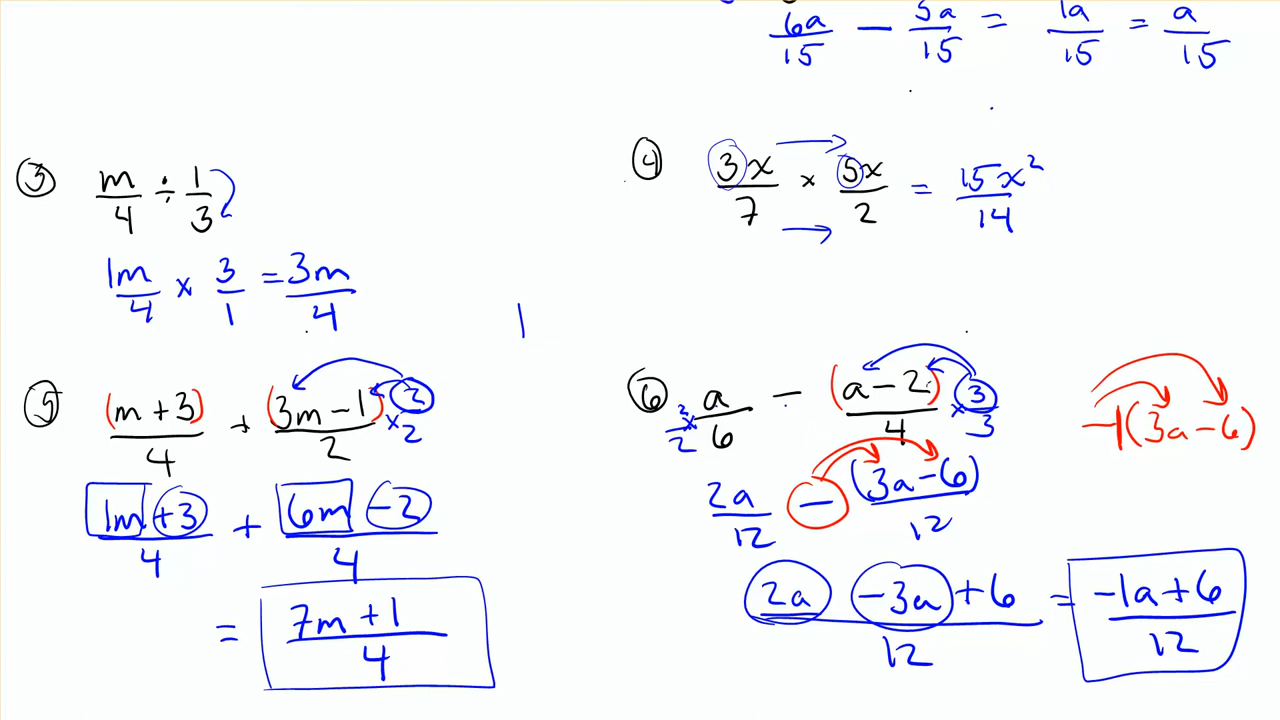 6a/15 − 5a/15 = 1a/15 = a/15
③ m/4 ÷ 1/3
1m/4 × 3/1 = 3m/4
④ 3x/7 × 5x/2 = 15x²/14
⑤ (m + 3)/4 + (3m − 1)/2 ×2/×2
(1m + 3)/4 + (6m − 2)/4
= (7m + 1)/4
⑥ 2×/2× a/6 − (a − 2)/4 ×3/×3
−1(3a − 6)
2a/12 − (3a − 6)/12
(2a − 3a + 6)/12 = (−1a + 6)/12